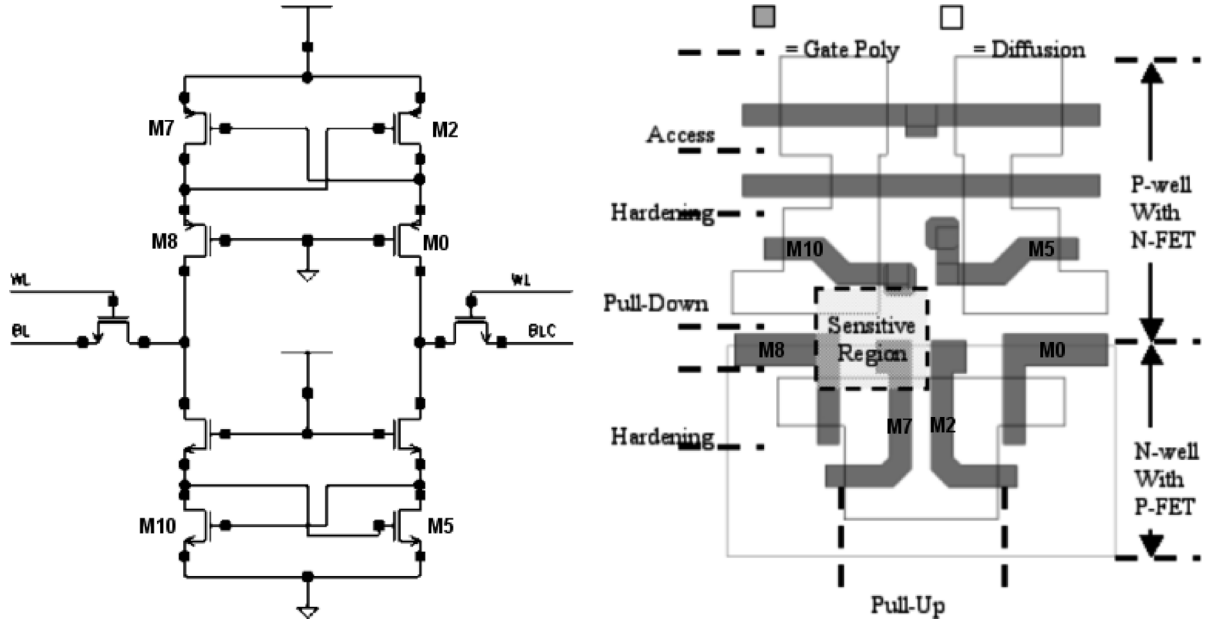 M7
M2
M8
M0
WL
WL
BL
BLC
M10
M5
= Gate Poly
= Diffusion
Access
Hardening
P-well
With
N-FET
M10
M5
Pull-Down
Sensitive
Region
M8
M0
M7
M2
Hardening
N-well
With
P-FET
Pull-Up